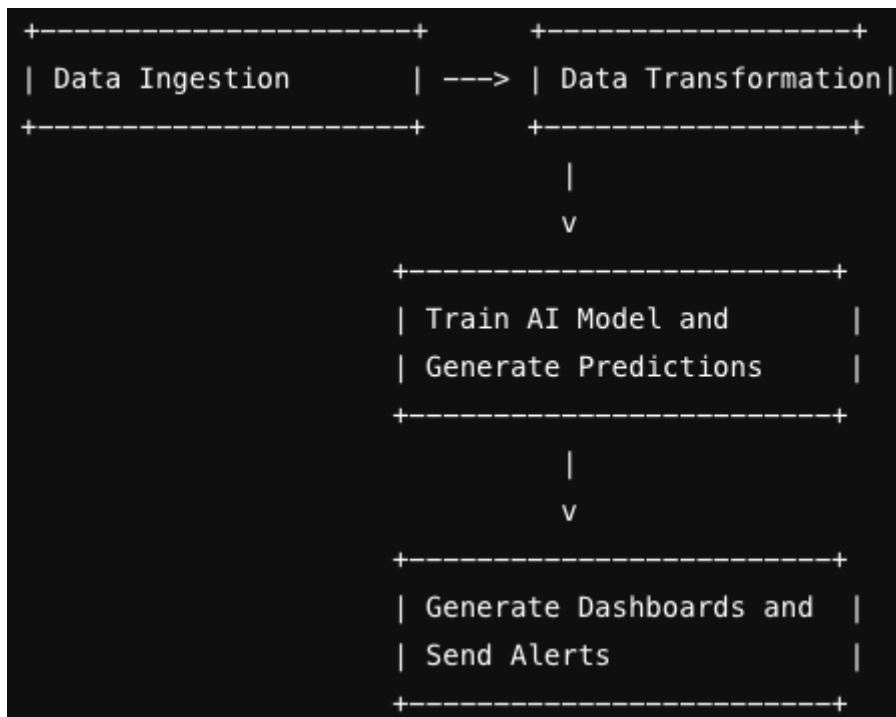 +----------------------+      +------------------+
| Data Ingestion       | ---> | Data Transformation|
+----------------------+      +------------------+
|
v
+-------------------------+
| Train AI Model and      |
| Generate Predictions    |
+-------------------------+
|
v
+-------------------------+
| Generate Dashboards and |
| Send Alerts             |
+-------------------------+